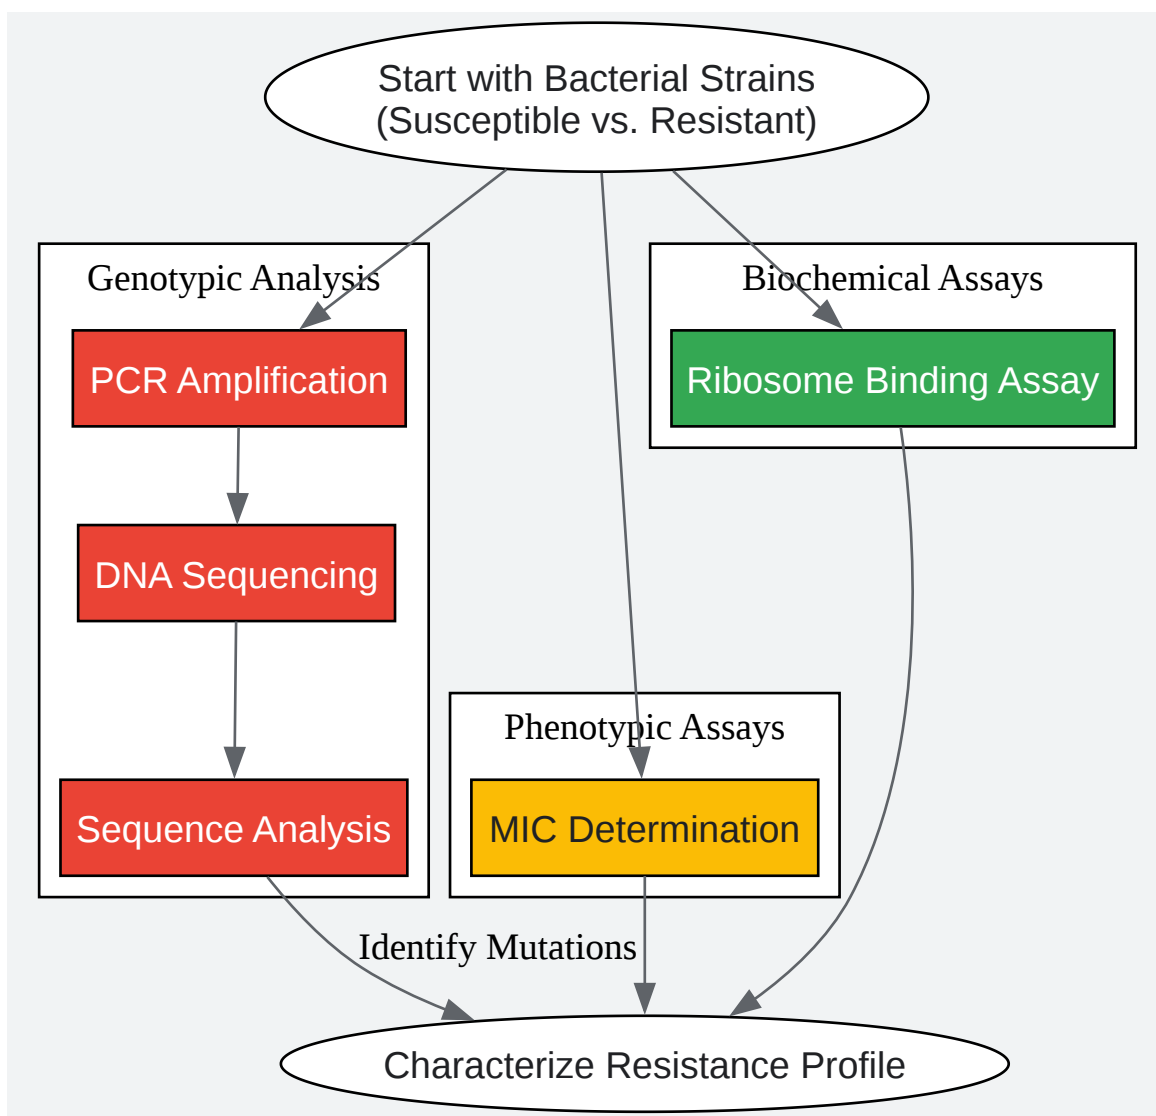 Start with Bacterial Strains
(Susceptible vs. Resistant)
Genotypic Analysis
Biochemical Assays
PCR Amplification
Ribosome Binding Assay
DNA Sequencing
Phenotypic Assays
Sequence Analysis
MIC Determination
Identify Mutations
Characterize Resistance Profile